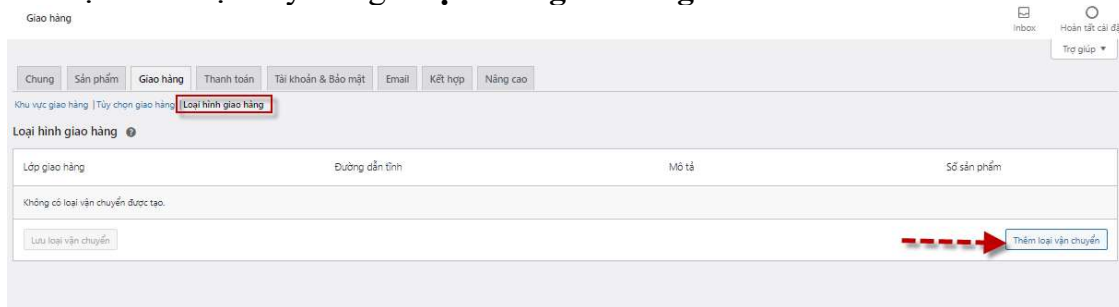 Giao hàng
Inbox
Hoàn tất cài đặ
Trợ giúp ▼
Chung Sản phẩm Giao hàng Thanh toán Tài khoản & Bảo mật Email Kết hợp Nâng cao
Khu vực giao hàng | Tùy chọn giao hàng | Loại hình giao hàng
Loại hình giao hàng
Lớp giao hàng Đường dẫn tĩnh Mô tả Số sản phẩm
Không có loại vận chuyển được tạo.
Lưu loại vận chuyển Thêm loại vận chuyển